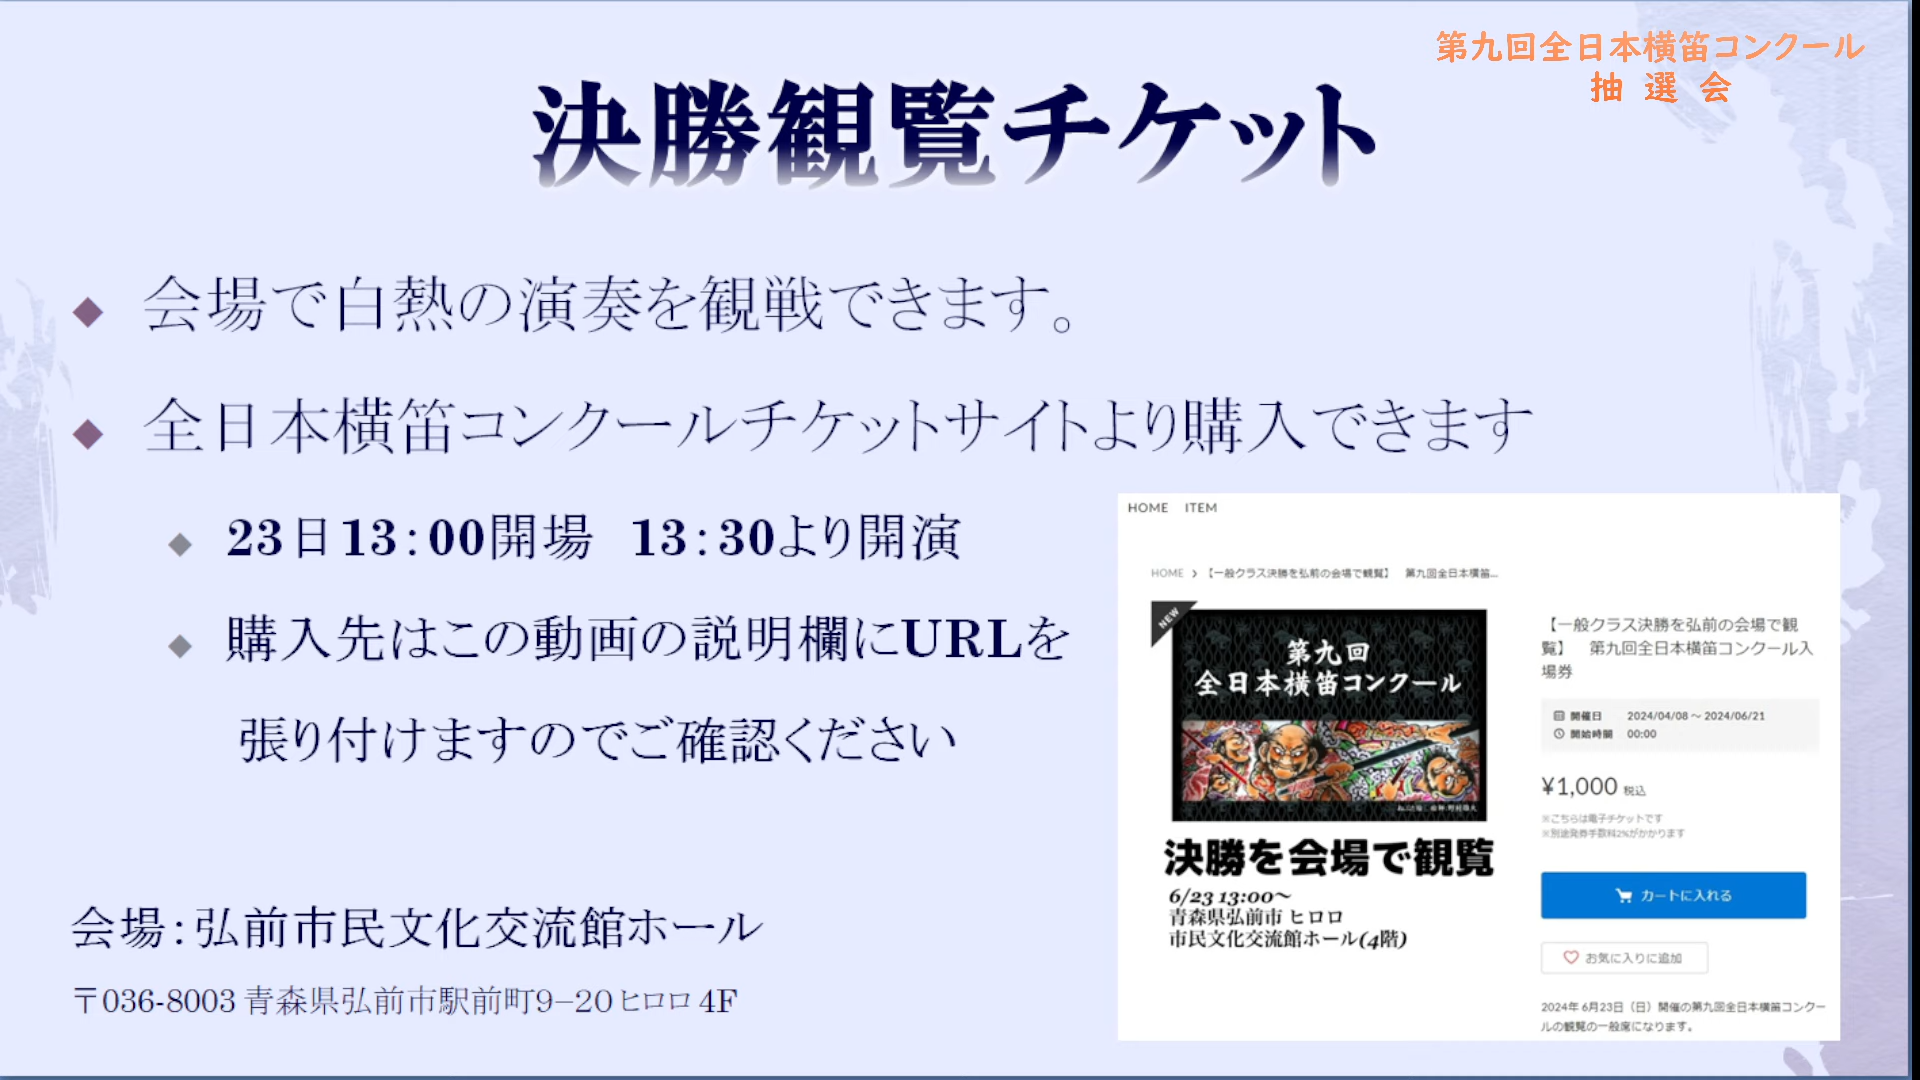 第九回全日本横笛コンクール
抽選会
決勝観覧チケット
会場で白熱の演奏を観戦できます。
全日本横笛コンクールチケットサイトより購入できます
23日13:00開場 13:30より開演
購入先はこの動画の説明欄にURLを
張り付けますのでご確認ください
会場:弘前市民文化交流館ホール
〒036-8003 青森県弘前市駅前町9−20 ヒロロ 4F
HOME ITEM
HOME > 【一般クラス決勝を弘前の会場で観覧】 第九回全日本横笛...
NEW
第九回
全日本横笛コンクール
決勝を会場で観覧
6/23 13:00〜
青森県弘前市 ヒロロ
市民文化交流館ホール(4階)
【一般クラス決勝を弘前の会場で観
覧】 第九回全日本横笛コンクール入
場券
開催日 2024/04/08 〜 2024/06/21
開始時間 00:00
¥1,000 税込
※こちらは電子チケットです
※別途発券手数料2%がかかります
カートに入れる
お気に入りに追加
2024年 6月23日（日）開催の第九回全日本横笛コンクー
ルの観覧の一般席になります。